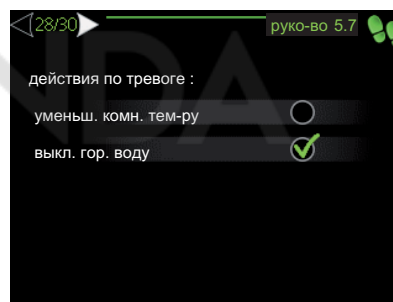 28/30 руко-во 5.7
действия по тревоге :
уменьш. комн. тем-ру
выкл. гор. воду